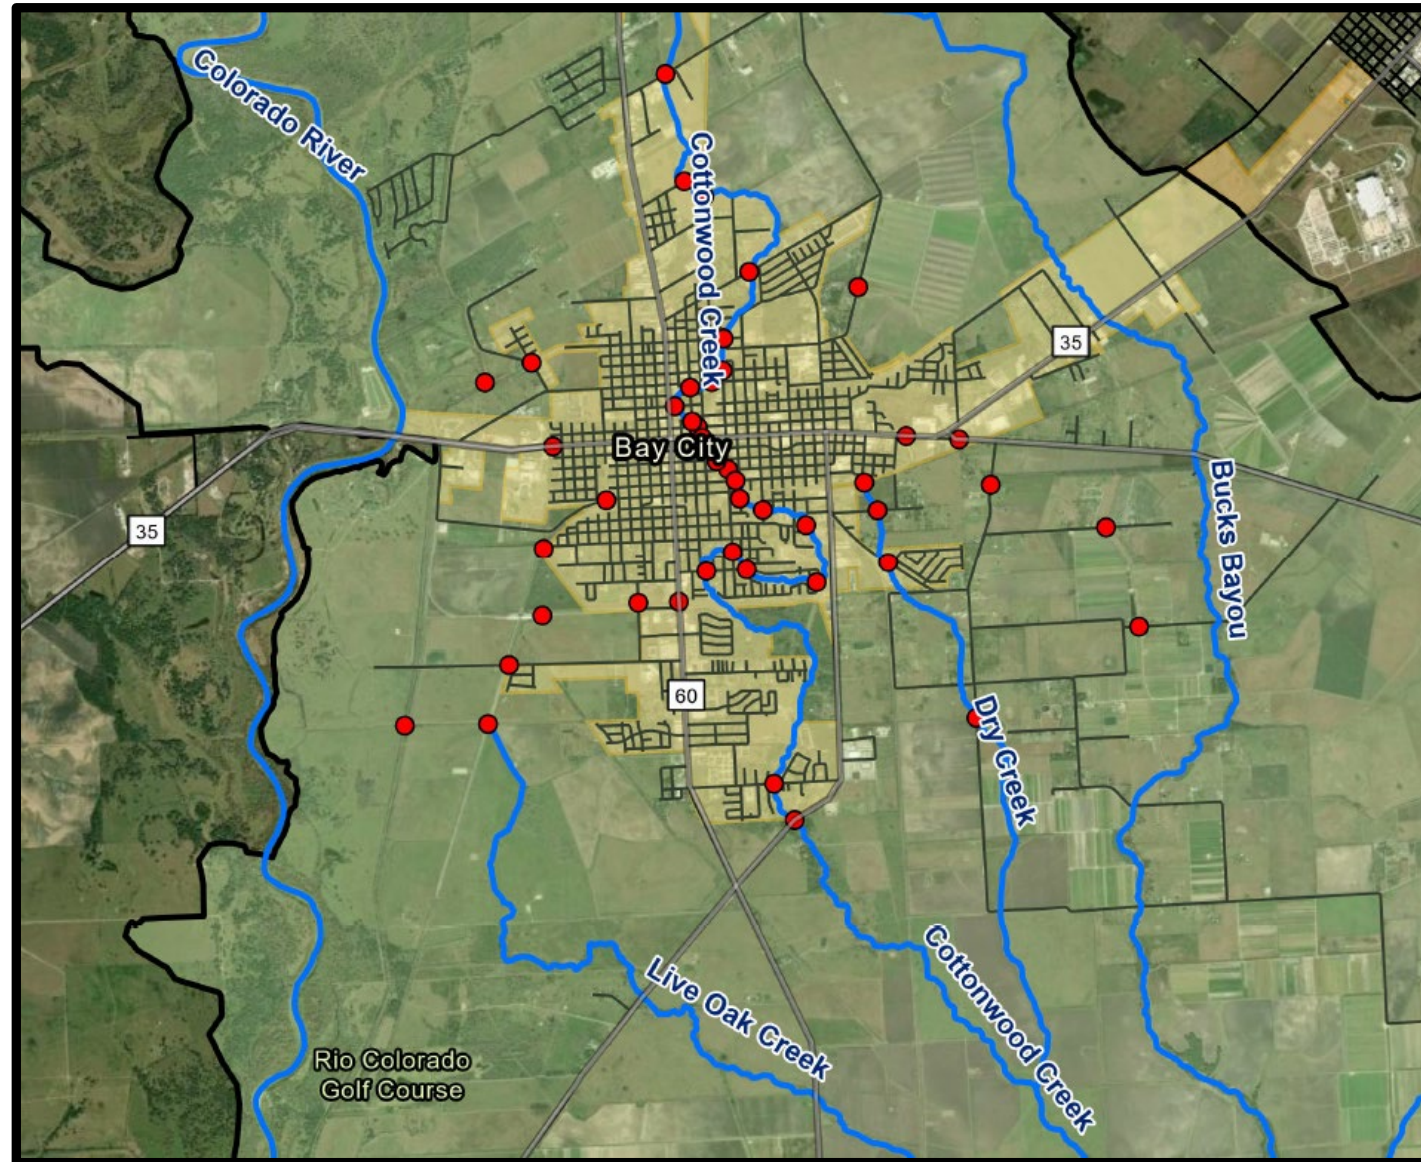 Colorado River
Cottonwood Creek
35
Bay City
35
Bucks Bayou
60
Dry Creek
Cottonwood Creek
Live Oak Creek
Rio Colorado
Golf Course